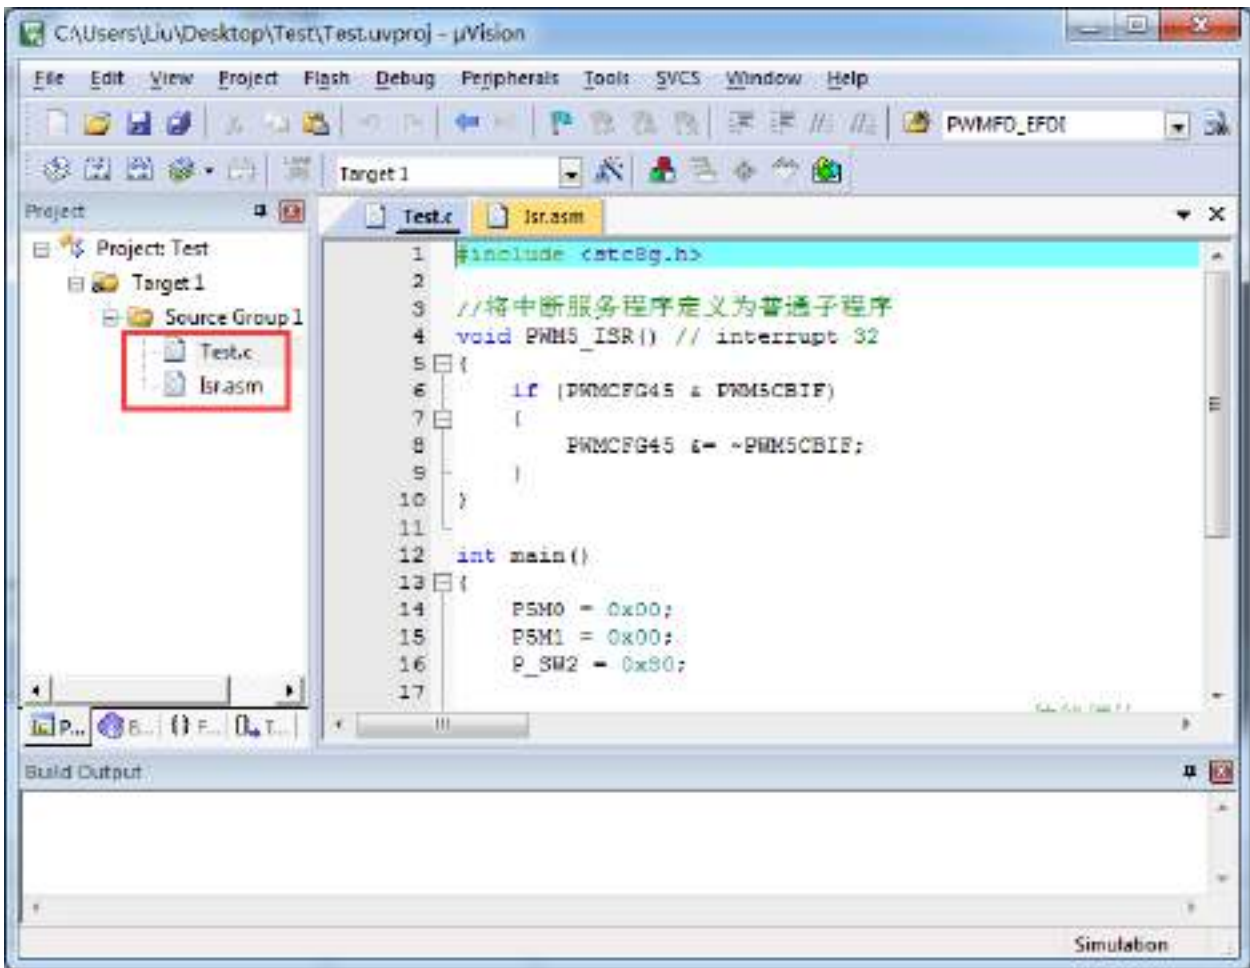 C:\Users\Liu\Desktop\Test\Test.uvproj - µVision
File Edit View Project Flash Debug Peripherals Tools SVCS Window Help
PWMFD_EFDI
Target 1
Project
Test.c Isr.asm
Project: Test
Target 1
Source Group 1
Test.c
Isr.asm
1 #include <stc8g.h>
2
3 //将中断服务程序定义为普通子程序
4 void PWM5_ISR() // interrupt 32
5 {
6 if (PWMCFG45 & PWM5CBIF)
7 {
8 PWMCFG45 &= ~PWM5CBIF;
9 }
10 }
11
12 int main()
13 {
14 P5M0 = 0x00;
15 P5M1 = 0x00;
16 P_SW2 = 0x80;
17
P... B... {} F... 0 T...
Build Output
Simulation